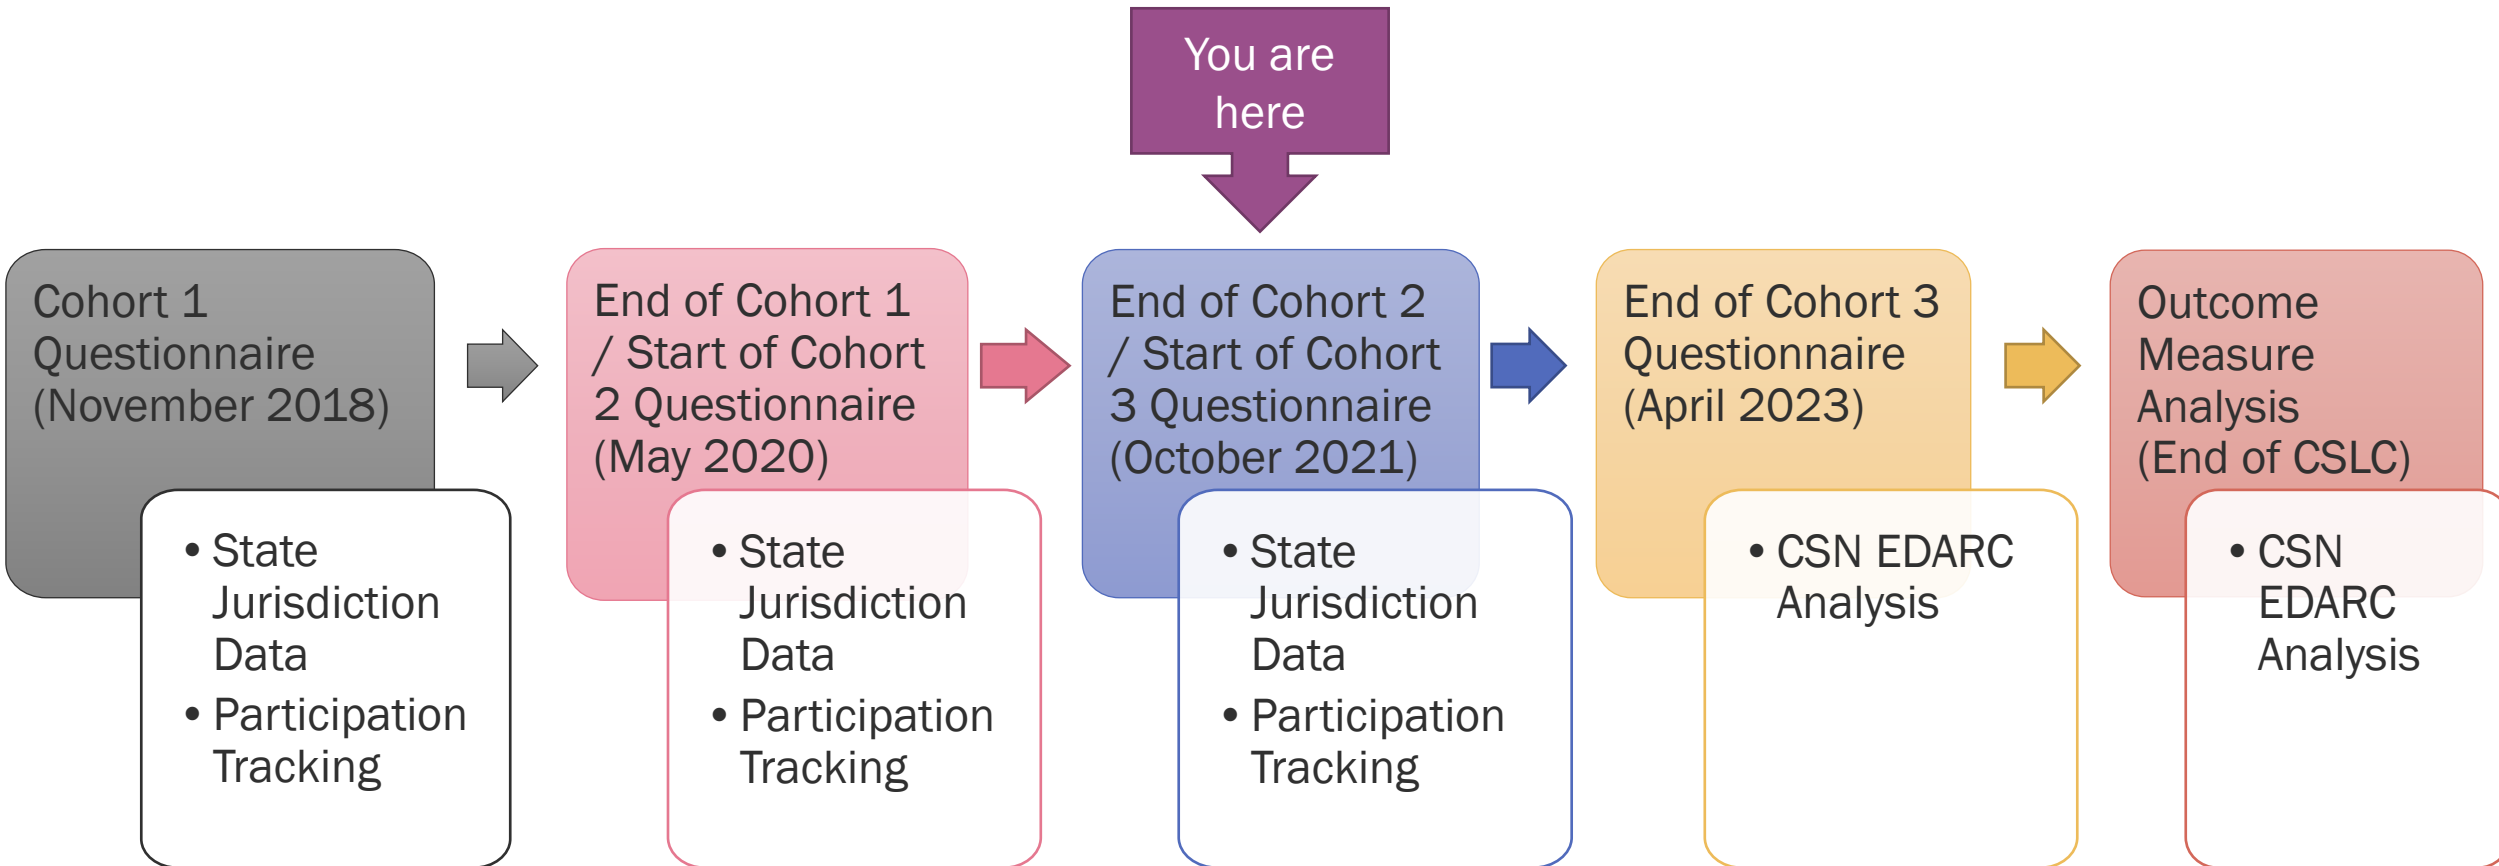 You are
here
Cohort 1
Questionnaire
(November 2018)
• State
Jurisdiction
Data
• Participation
Tracking
End of Cohort 1
/ Start of Cohort
2 Questionnaire
(May 2020)
• State
Jurisdiction
Data
• Participation
Tracking
End of Cohort 2
/ Start of Cohort
3 Questionnaire
(October 2021)
• State
Jurisdiction
Data
• Participation
Tracking
End of Cohort 3
Questionnaire
(April 2023)
• CSN EDARC
Analysis
Outcome
Measure
Analysis
(End of CSLC)
• CSN
EDARC
Analysis